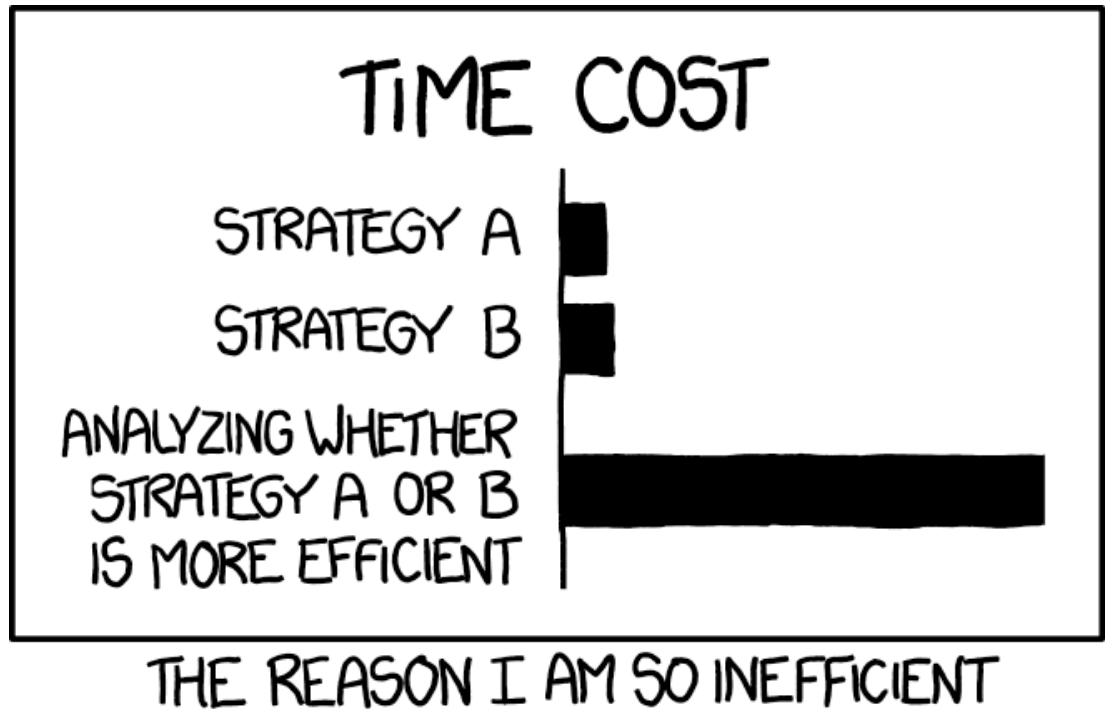 TIME COST
STRATEGY A
STRATEGY B
ANALYZING WHETHER
STRATEGY A OR B
IS MORE EFFICIENT
THE REASON I AM SO INEFFICIENT